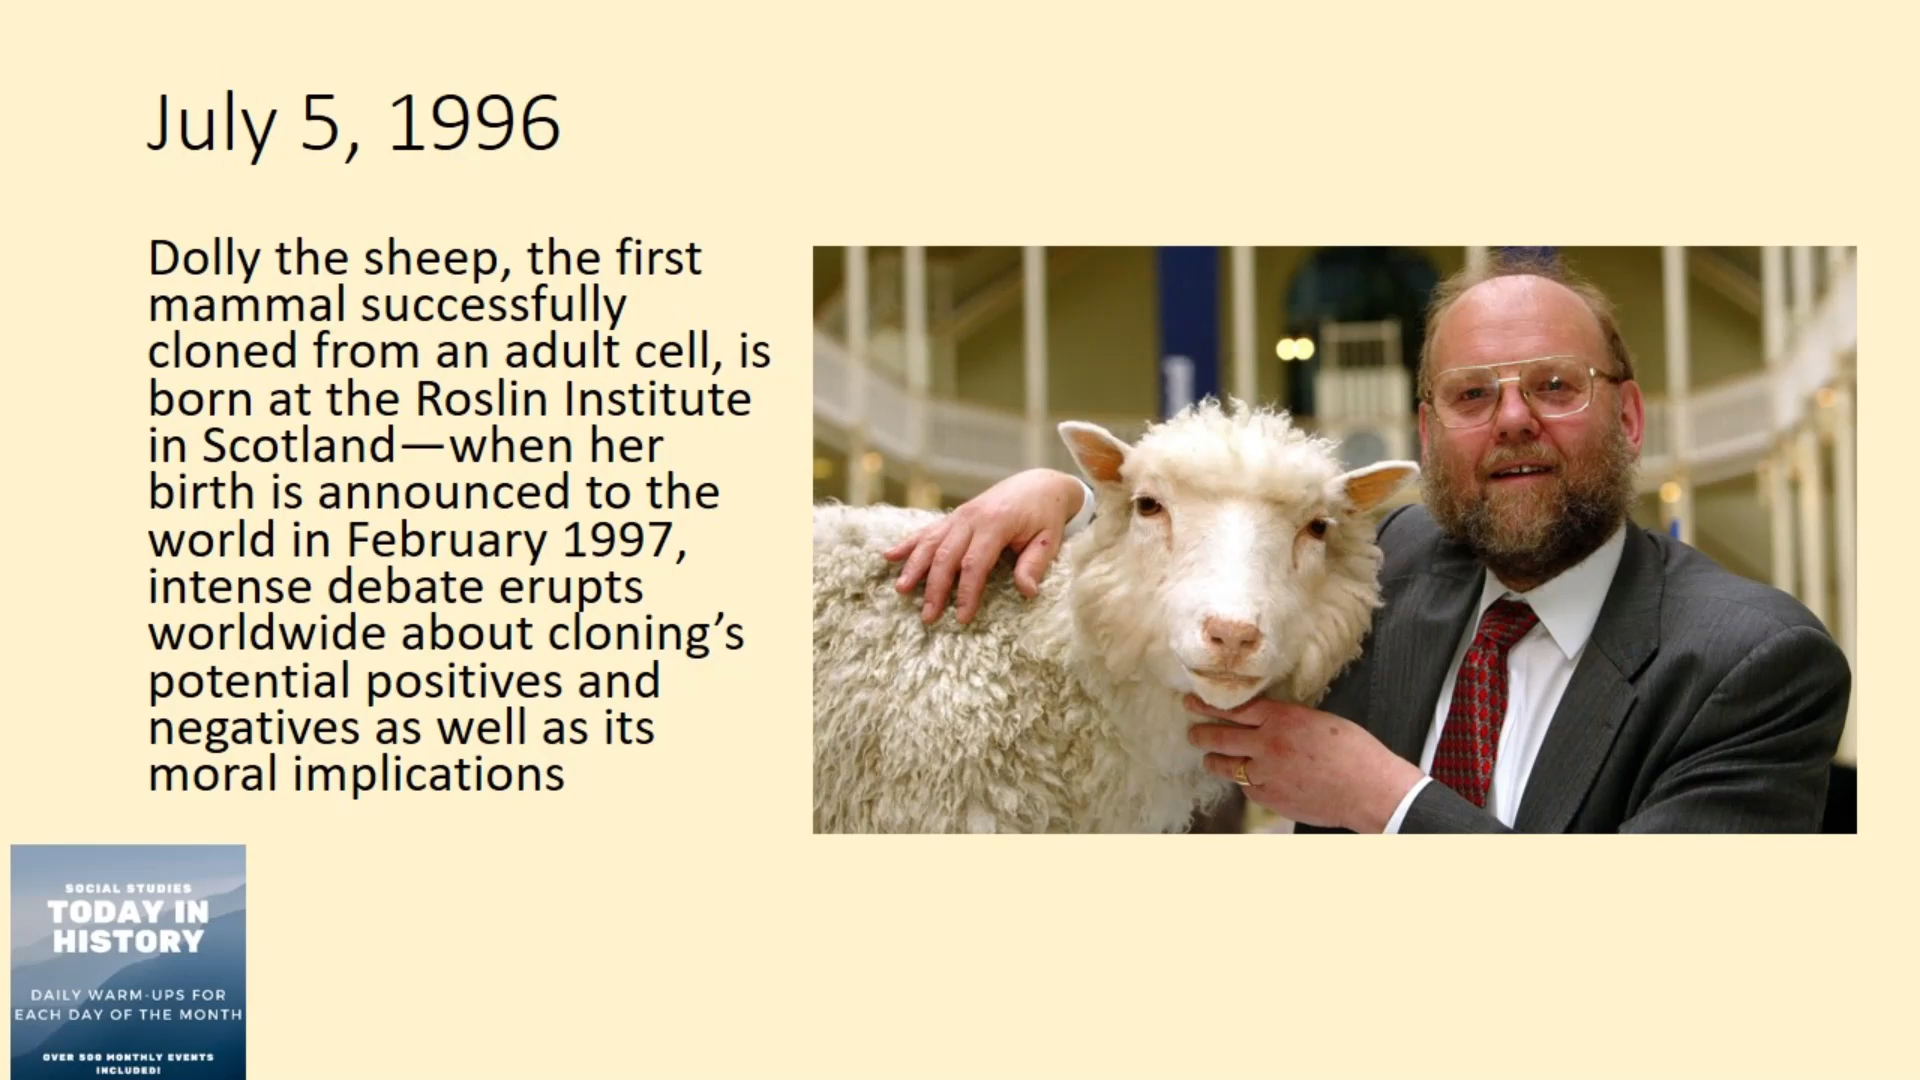 July 5, 1996
Dolly the sheep, the first
mammal successfully
cloned from an adult cell, is
born at the Roslin Institute
in Scotland—when her
birth is announced to the
world in February 1997,
intense debate erupts
worldwide about cloning’s
potential positives and
negatives as well as its
moral implications
SOCIAL STUDIES
TODAY IN
HISTORY
DAILY WARM-UPS FOR
EACH DAY OF THE MONTH
OVER 500 MONTHLY EVENTS
INCLUDED!